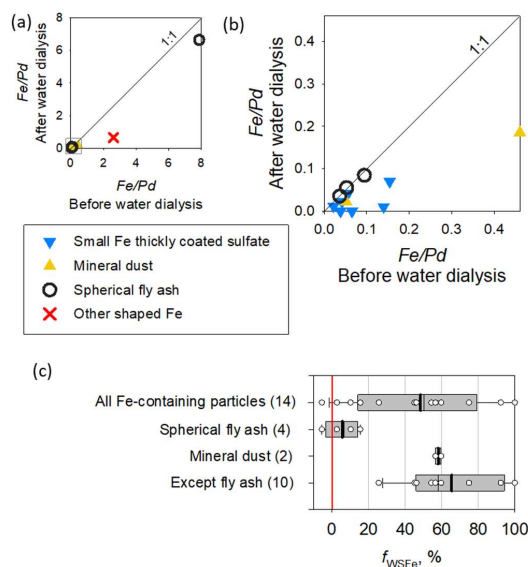 (a)
8
6
4
2
0
Fe/Pd
After water dialysis
1:1
0 2 4 6 8
Fe/Pd
Before water dialysis
(b)
0.4
0.3
0.2
0.1
0.0
Fe/Pd
After water dialysis
1:1
0.0 0.1 0.2 0.3 0.4
Fe/Pd
Before water dialysis
Small Fe thickly coated sulfate
Mineral dust
Spherical fly ash
Other shaped Fe
(c)
All Fe-containing particles (14)
Spherical fly ash (4)
Mineral dust (2)
Except fly ash (10)
0 20 40 60 80 100
fWSFe, %